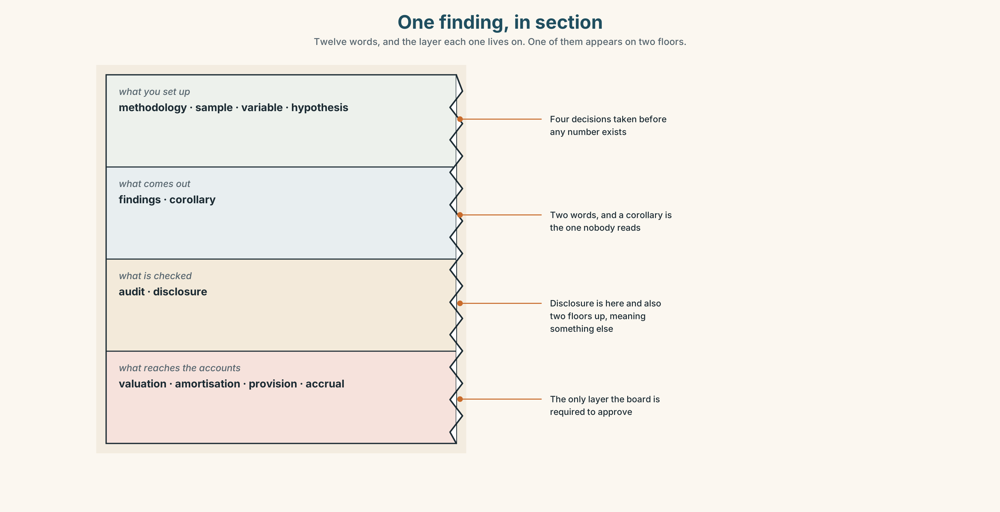 One finding, in section
Twelve words, and the layer each one lives on. One of them appears on two floors.
what you set up
methodology · sample · variable · hypothesis
Four decisions taken before
any number exists
what comes out
findings · corollary
Two words, and a corollary is
the one nobody reads
what is checked
audit · disclosure
Disclosure is here and also
two floors up, meaning
something else
what reaches the accounts
valuation · amortisation · provision · accrual
The only layer the board is
required to approve